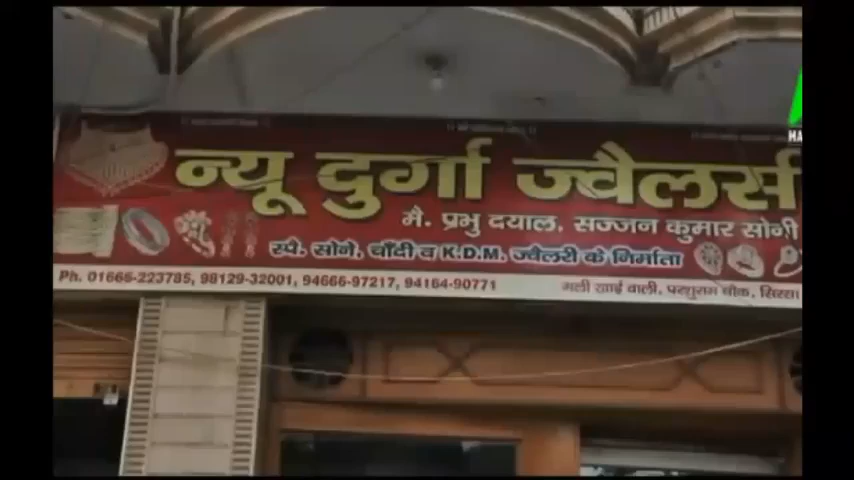 न्यू दुर्गा ज्वैलर्स
मै. प्रभु दयाल, सज्जन कुमार सोनी
स्पे. सोने, चाँदी व K.D.M. ज्वैलरी के निर्माता
Ph. 01666-223785, 98129-32001, 94666-97217, 94164-90771
गली खाई वाली, परशुराम चौक, सिरसा